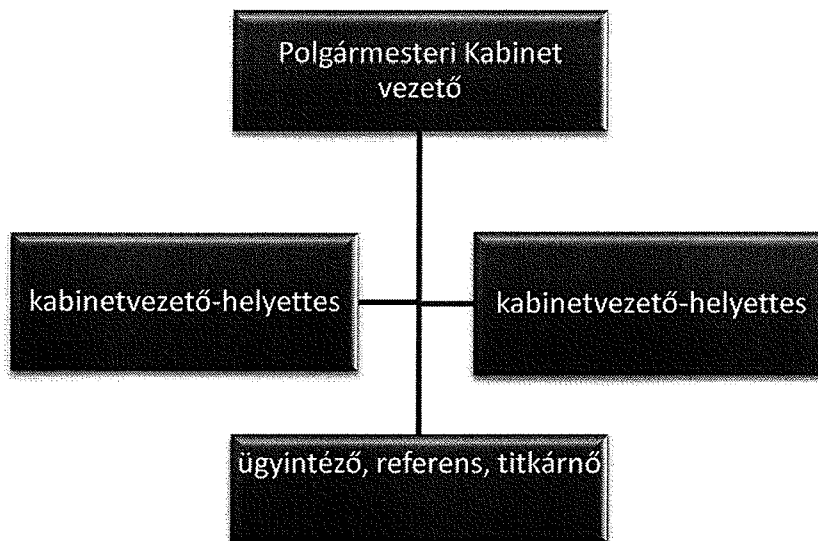 Polgármesteri Kabinet
vezető
kabinetvezető-helyettes
kabinetvezető-helyettes
ügyintéző, referens, titkárnő